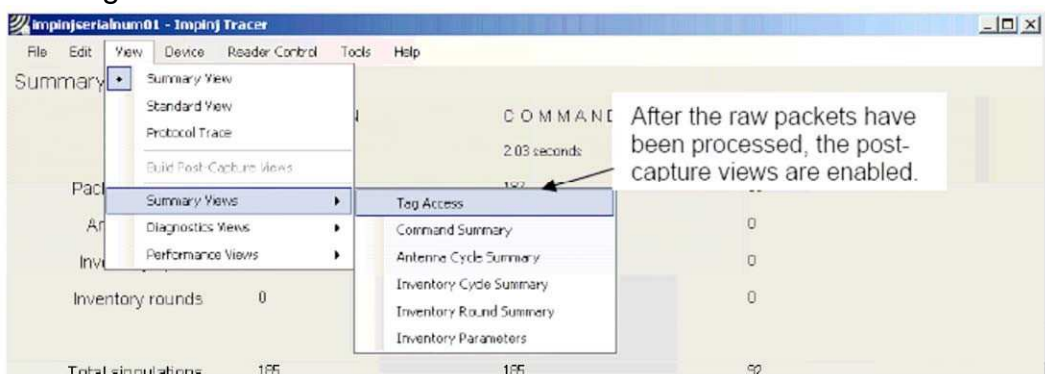 impinjserialnum01 - Impinj Tracer
File Edit View Device Reader Control Tools Help
Summary
Summary View
Standard View
Protocol Trace
Build Post-Capture Views
Summary Views
Diagnostics Views
Performance Views
COMMAND
2.03 seconds
After the raw packets have
been processed, the post-
capture views are enabled.
Tag Access
Command Summary
Antenna Cycle Summary
Inventory Cycle Summary
Inventory Round Summary
Inventory Parameters
0
0
Inventory rounds 0 0
Total singulations 185 185 92